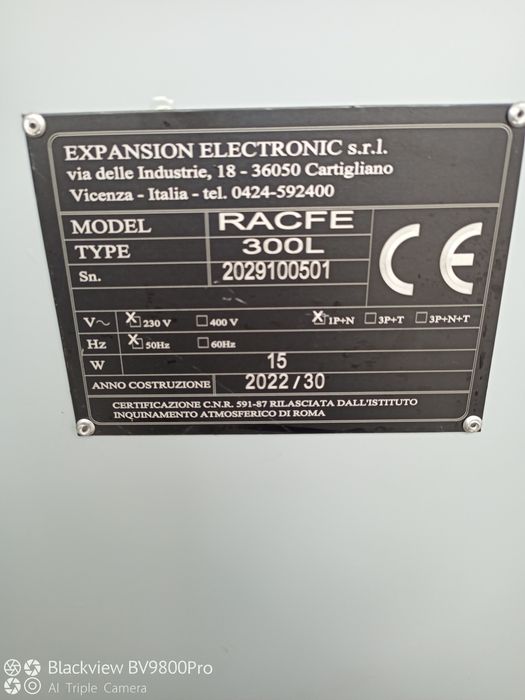 EXPANSION ELECTRONIC s.r.l.
via delle Industrie, 18 - 36050 Cartigliano
Vicenza - Italia - tel. 0424-592400
MODEL RACFE
TYPE 300L
Sn. 2029100501
CE
V~ X 230 V 400 V X 1P+N 3P+T 3P+N+T
Hz X 50Hz 60Hz
W 15
ANNO COSTRUZIONE 2022/30
CERTIFICAZIONE C.N.R. 591-87 RILASCIATA DALL'ISTITUTO
INQUINAMENTO ATMOSFERICO DI ROMA
Blackview BV9800Pro
AI Triple Camera